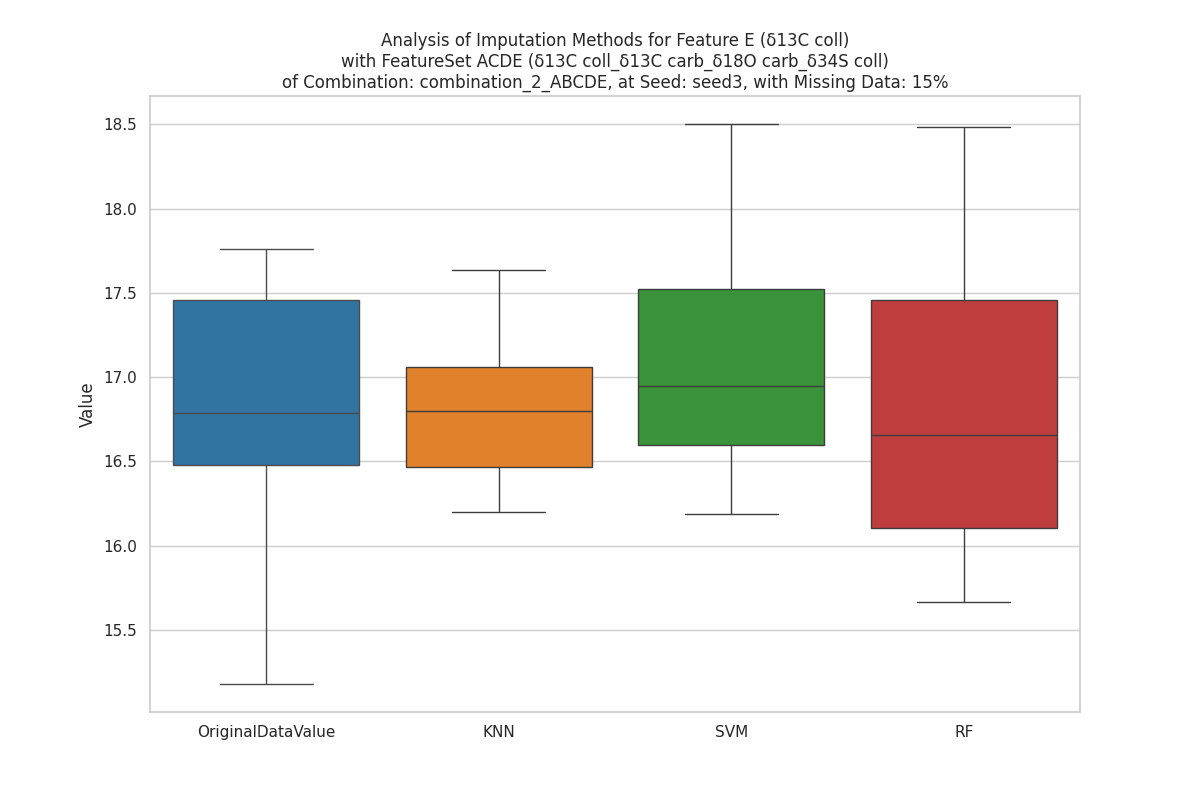 Analysis of Imputation Methods for Feature E (δ13C coll)
with FeatureSet ACDE (δ13C coll_δ13C carb_δ18O carb_δ34S coll)
of Combination: combination_2_ABCDE, at Seed: seed3, with Missing Data: 15%
18.5
18.0
17.5
17.0
16.5
16.0
15.5
Value
OriginalDataValue
KNN
SVM
RF